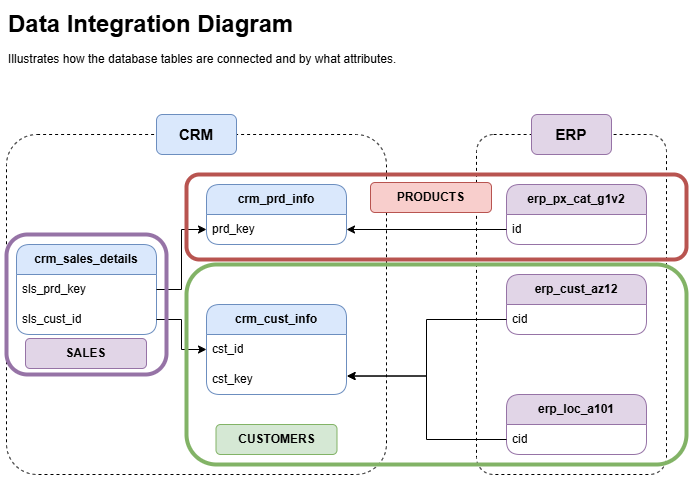 Data Integration Diagram
Illustrates how the database tables are connected and by what attributes.
CRM
ERP
crm_prd_info
prd_key
PRODUCTS
erp_px_cat_g1v2
id
crm_sales_details
sls_prd_key
sls_cust_id
SALES
crm_cust_info
cst_id
cst_key
erp_cust_az12
cid
erp_loc_a101
cid
CUSTOMERS